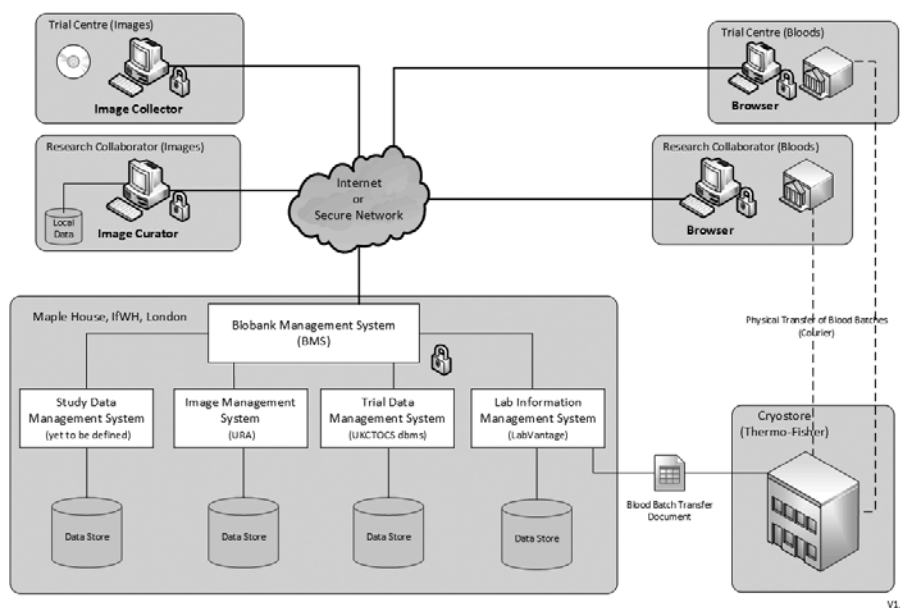 Trial Centre (Images)
Image Collector
Trial Centre (Bloods)
Browser
Research Collaborator (Images)
Local
Data
Image Curator
Internet
or
Secure Network
Research Collaborator (Bloods)
Browser
Maple House, IfWH, London
Biobank Management System
(BMS)
Physical Transfer of Blood Batches
(Courier)
Study Data
Management System
(yet to be defined)
Image Management
System
(URA)
Trial Data
Management System
(UKCTOCS dbms)
Lab Information
Management System
(LabVantage)
Cryostore
(Thermo-Fisher)
Blood Batch Transfer
Document
Data Store
Data Store
Data Store
Data Store
V1.